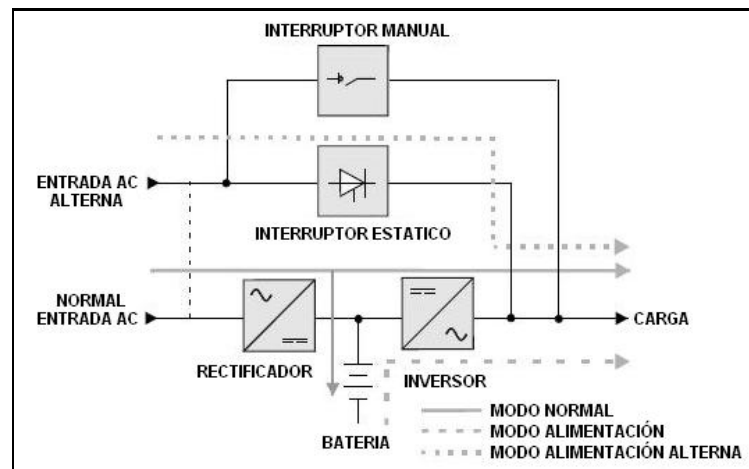 INTERRUPTOR MANUAL
ENTRADA AC
ALTERNA
INTERRUPTOR ESTATICO
NORMAL
ENTRADA AC
CARGA
RECTIFICADOR
INVERSOR
BATERIA
MODO NORMAL
MODO ALIMENTACIÓN
MODO ALIMENTACIÓN ALTERNA